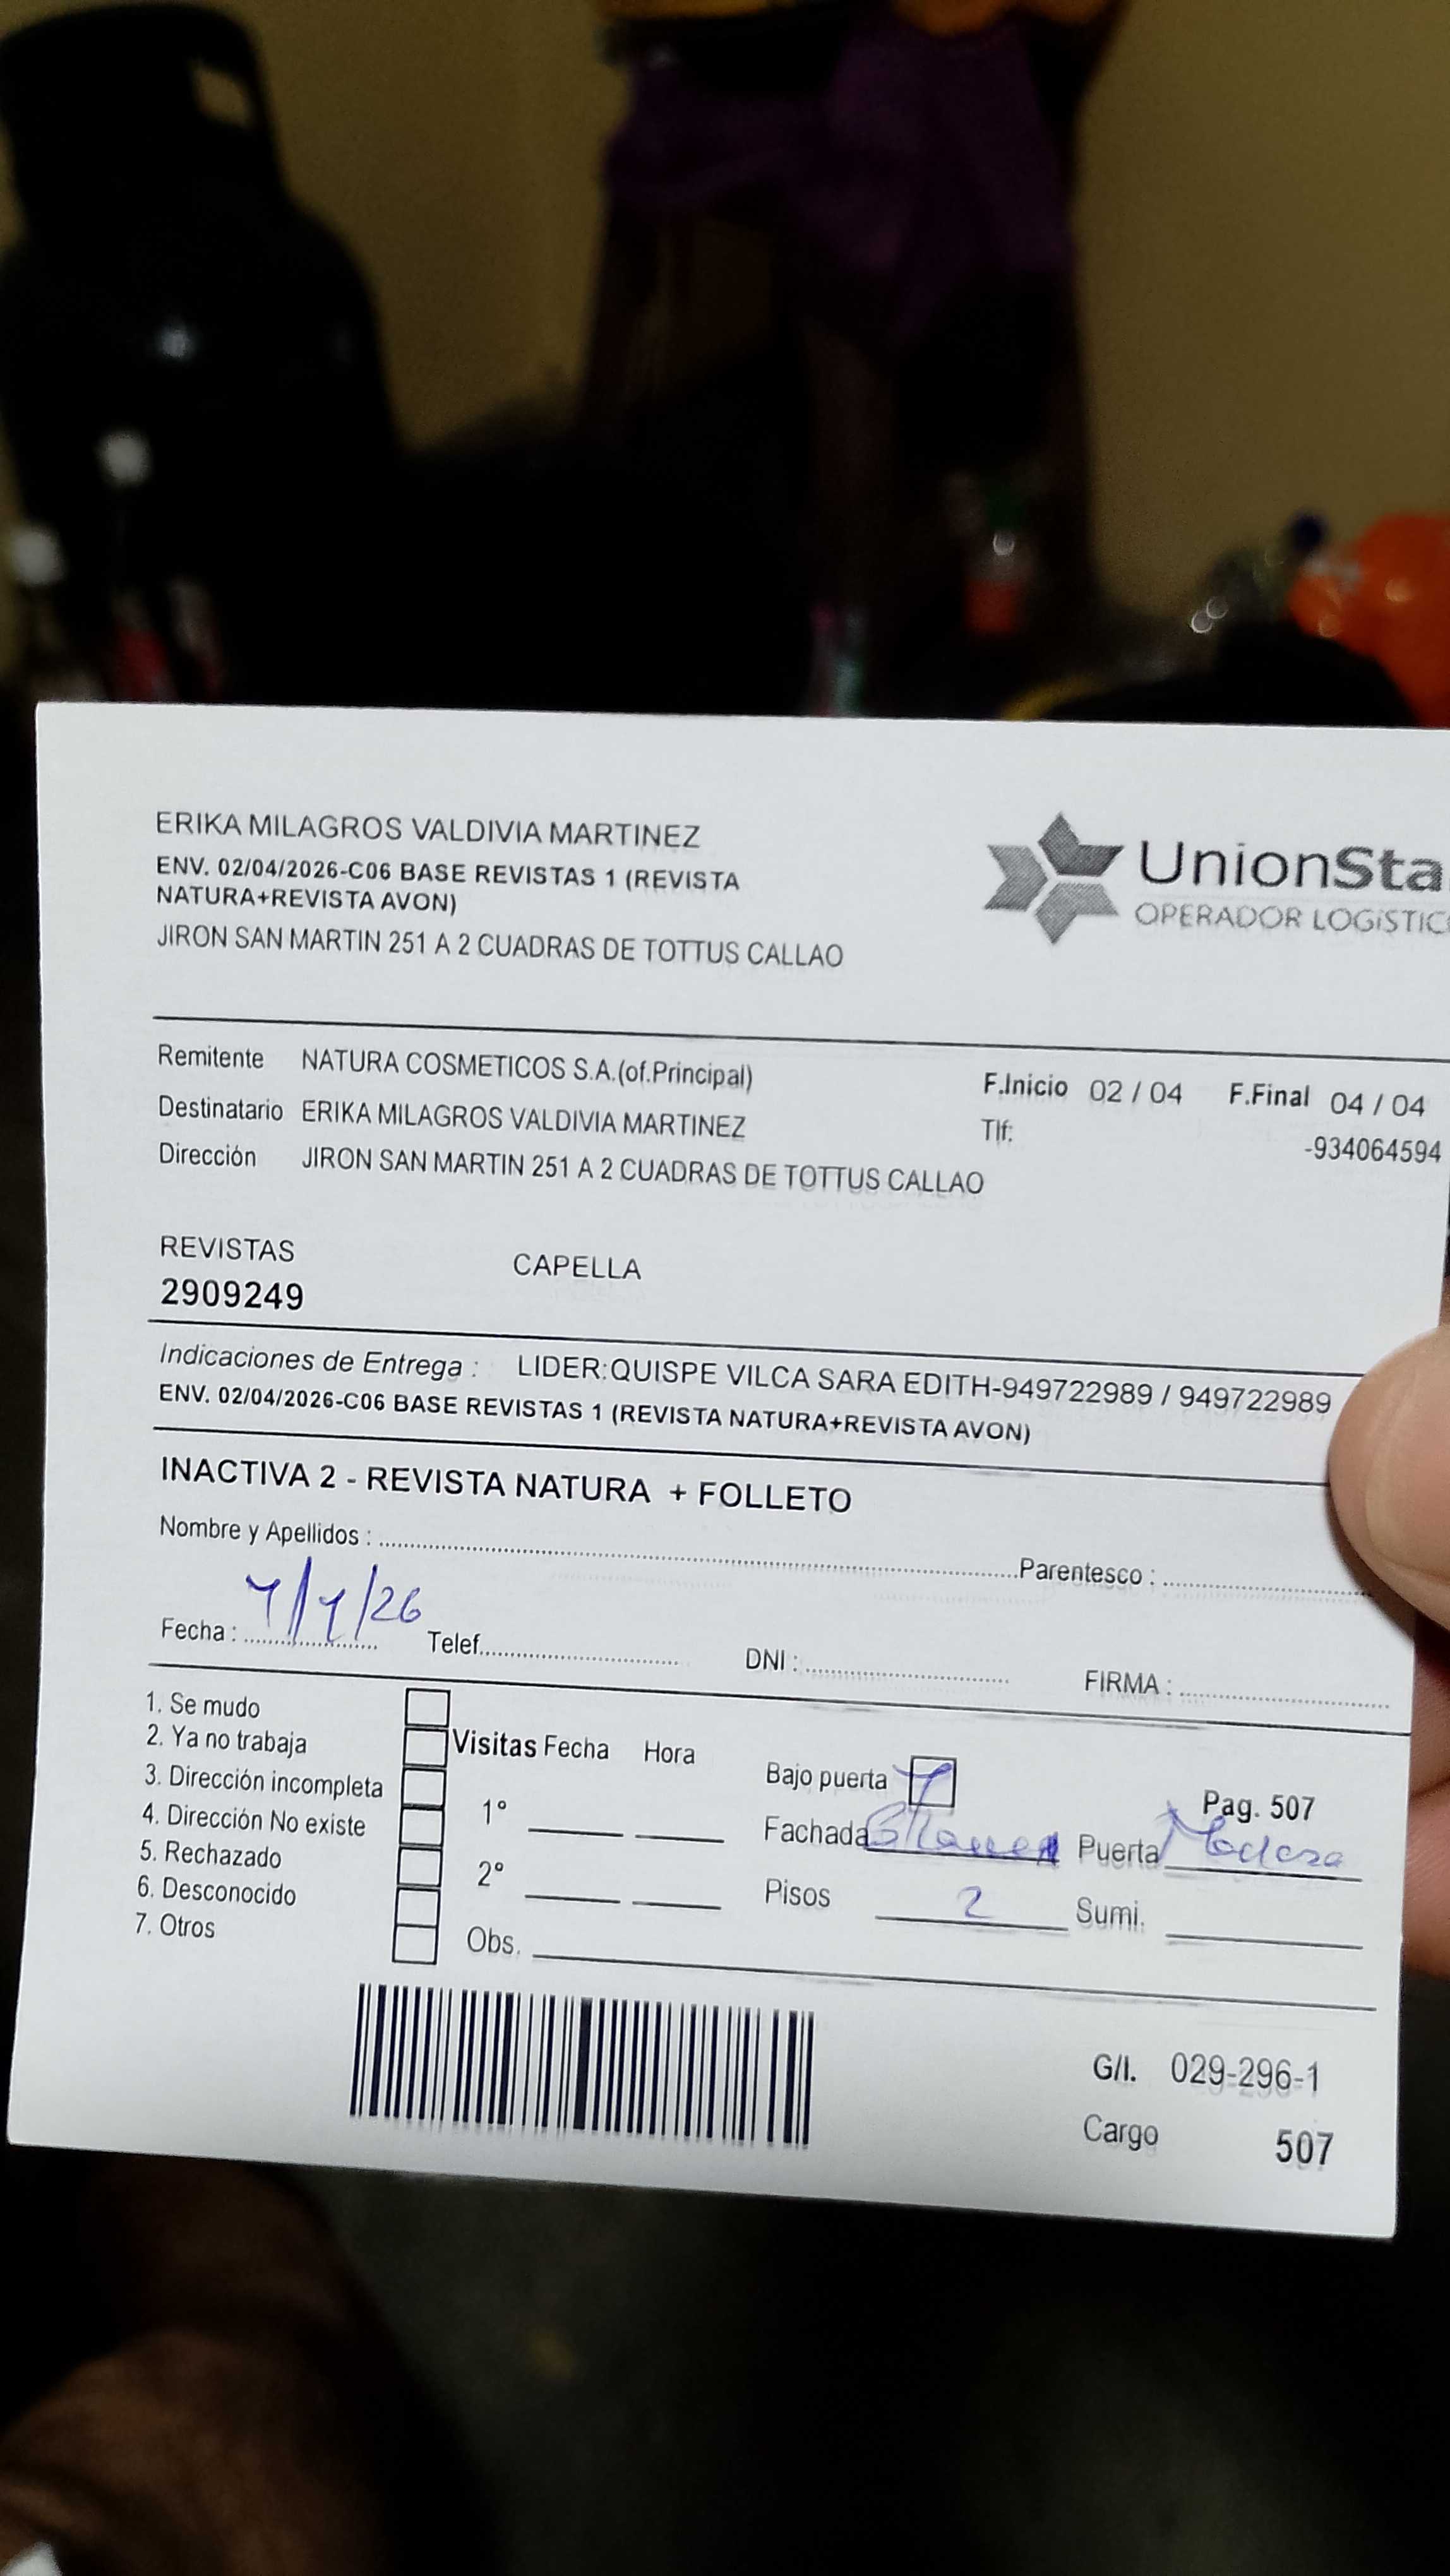 ERIKA MILAGROS VALDIVIA MARTINEZ
ENV. 02/04/2026-C06 BASE REVISTAS 1 (REVISTA
NATURA+REVISTA AVON)
JIRON SAN MARTIN 251 A 2 CUADRAS DE TOTTUS CALLAO
UnionSta
OPERADOR LOGíSTIC
Remitente NATURA COSMETICOS S.A.(of.Principal)
F.Inicio 02 / 04 F.Final 04 / 04
Destinatario ERIKA MILAGROS VALDIVIA MARTINEZ
Tlf: -934064594
Dirección JIRON SAN MARTIN 251 A 2 CUADRAS DE TOTTUS CALLAO
REVISTAS CAPELLA
2909249
Indicaciones de Entrega : LIDER:QUISPE VILCA SARA EDITH-949722989 / 949722989
ENV. 02/04/2026-C06 BASE REVISTAS 1 (REVISTA NATURA+REVISTA AVON)
INACTIVA 2 - REVISTA NATURA + FOLLETO
Nombre y Apellidos : Parentesco :
Fecha : Telef. DNI : FIRMA :
1. Se mudo
2. Ya no trabaja
3. Dirección incompleta
4. Dirección No existe
5. Rechazado
6. Desconocido
7. Otros
Visitas Fecha Hora
1°
2°
Obs.
Bajo puerta
Pag. 507
Fachada Puerta
Pisos 2 Sumi.
G/I. 029-296-1
Cargo 507